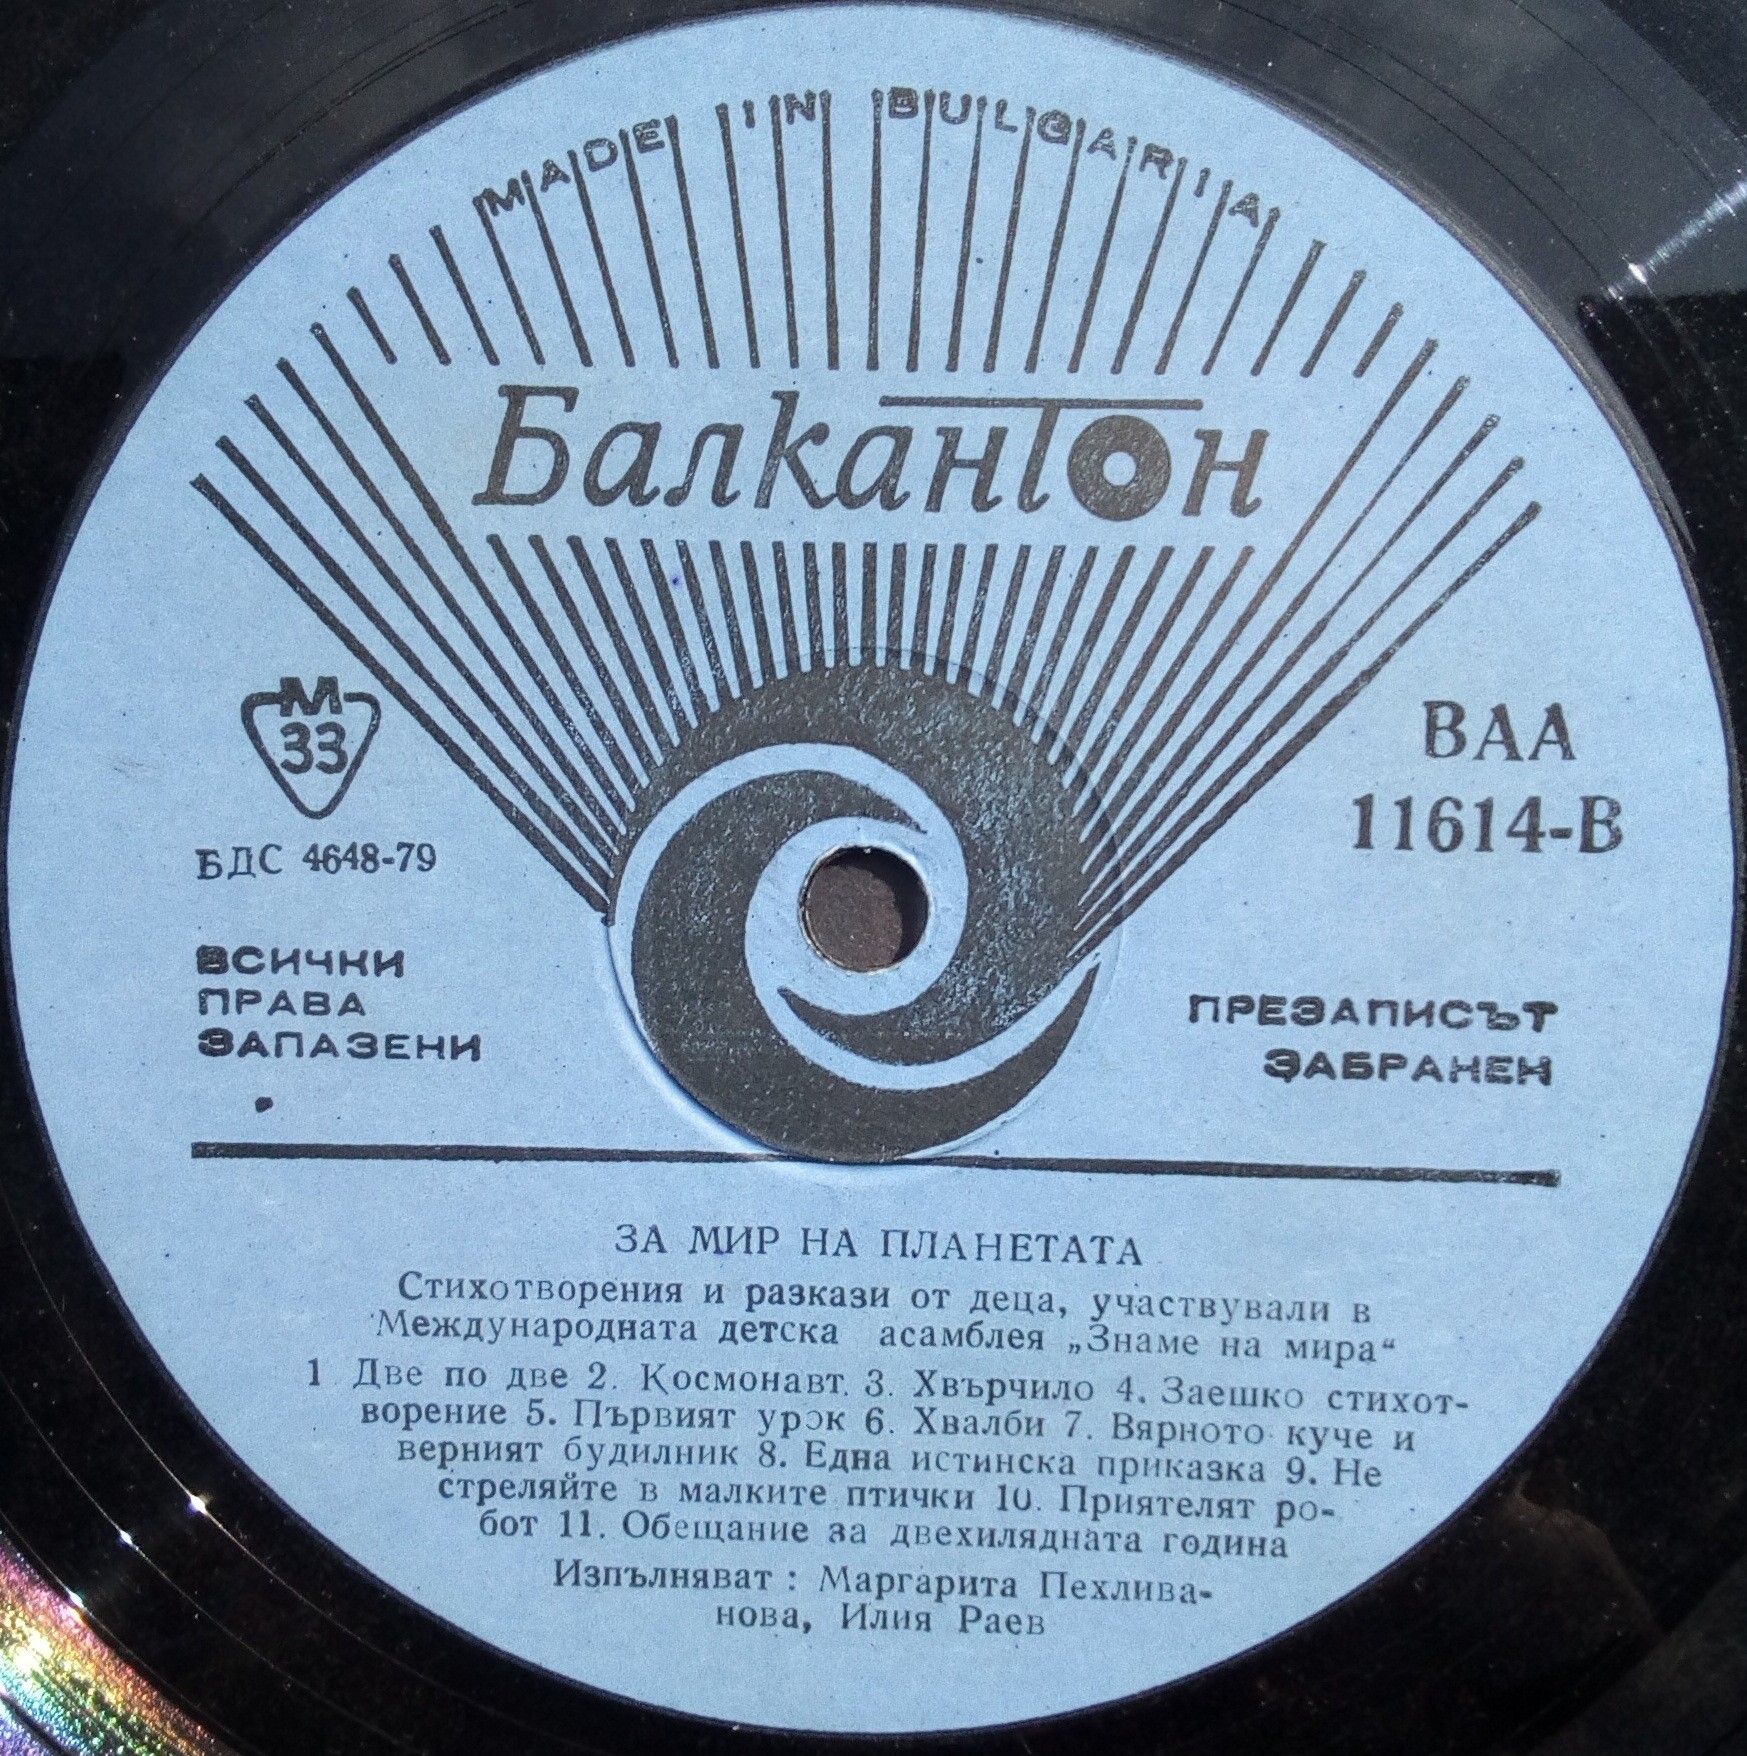 MADE IN BULGARIA
Балкантон
М
33
БДС 4648-79
ВАА
11614-В
ВСИЧКИ
ПРАВА
ЗАПАЗЕНИ
ПРЕЗАПИСЪТ
ЗАБРАНЕН
ЗА МИР НА ПЛАНЕТАТА
Стихотворения и разкази от деца, участвували в
Международната детска асамблея „Знаме на мира“
1 Две по две 2. Космонавт. 3. Хвърчило 4. Заешко стихот-
ворение 5. Първият урок 6. Хвалби 7. Вярното куче и
верният будилник 8. Една истинска приказка 9. Не
стреляйте в малките птички 10. Приятелят ро-
бот 11. Обещание за двехилядната година
Изпълняват : Маргарита Пехлива-
нова, Илия Раев